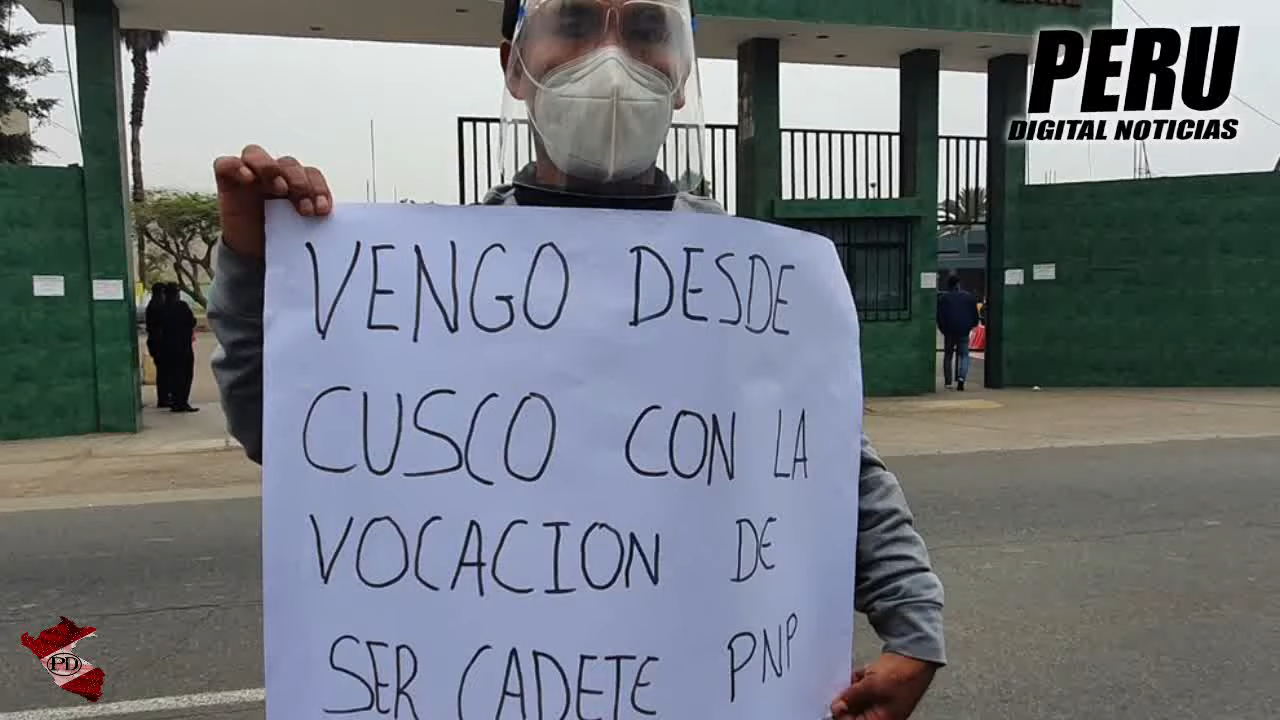 PERU
DIGITAL NOTICIAS
VENGO DESDE
CUSCO CON LA
VOCACION DE
SER CADETE PNP
PD